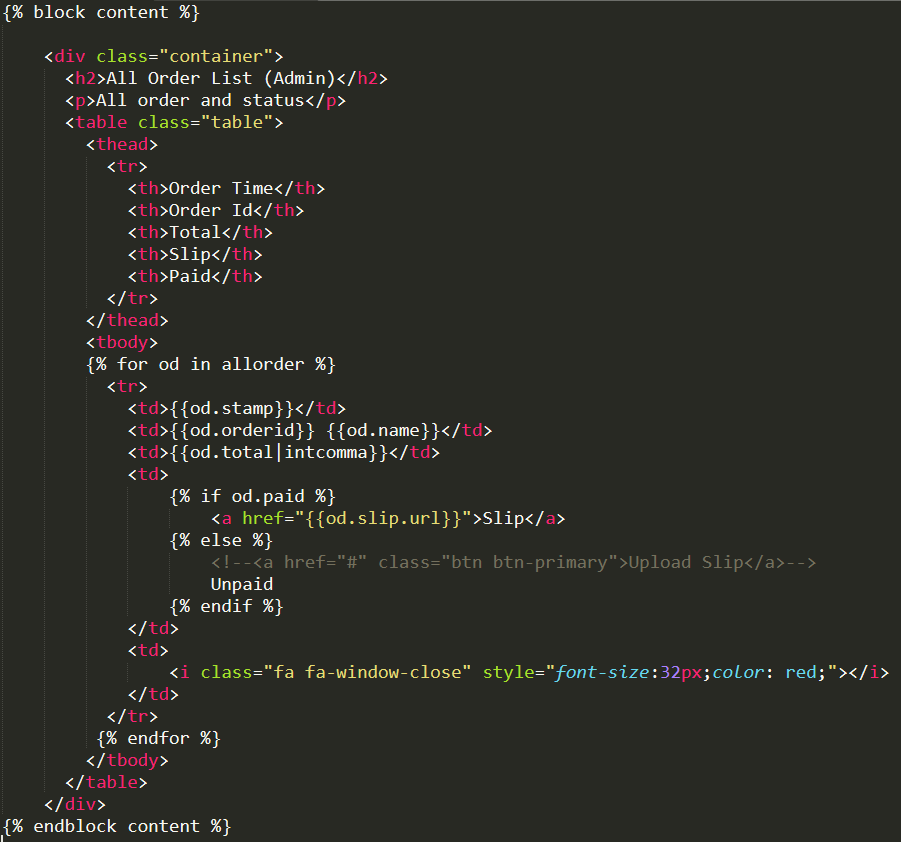 {% block content %}
<div class="container">
<h2>All Order List (Admin)</h2>
<p>All order and status</p>
<table class="table">
<thead>
<tr>
<th>Order Time</th>
<th>Order Id</th>
<th>Total</th>
<th>Slip</th>
<th>Paid</th>
</tr>
</thead>
<tbody>
{% for od in allorder %}
<tr>
<td>{{od.stamp}}</td>
<td>{{od.orderid}} {{od.name}}</td>
<td>{{od.total|intcomma}}</td>
<td>
{% if od.paid %}
<a href="{{od.slip.url}}">Slip</a>
{% else %}
<!--<a href="#" class="btn btn-primary">Upload Slip</a>-->
Unpaid
{% endif %}
</td>
<td>
<i class="fa fa-window-close" style="font-size:32px;color: red;"></i>
</td>
</tr>
{% endfor %}
</tbody>
</table>
</div>
{% endblock content %}